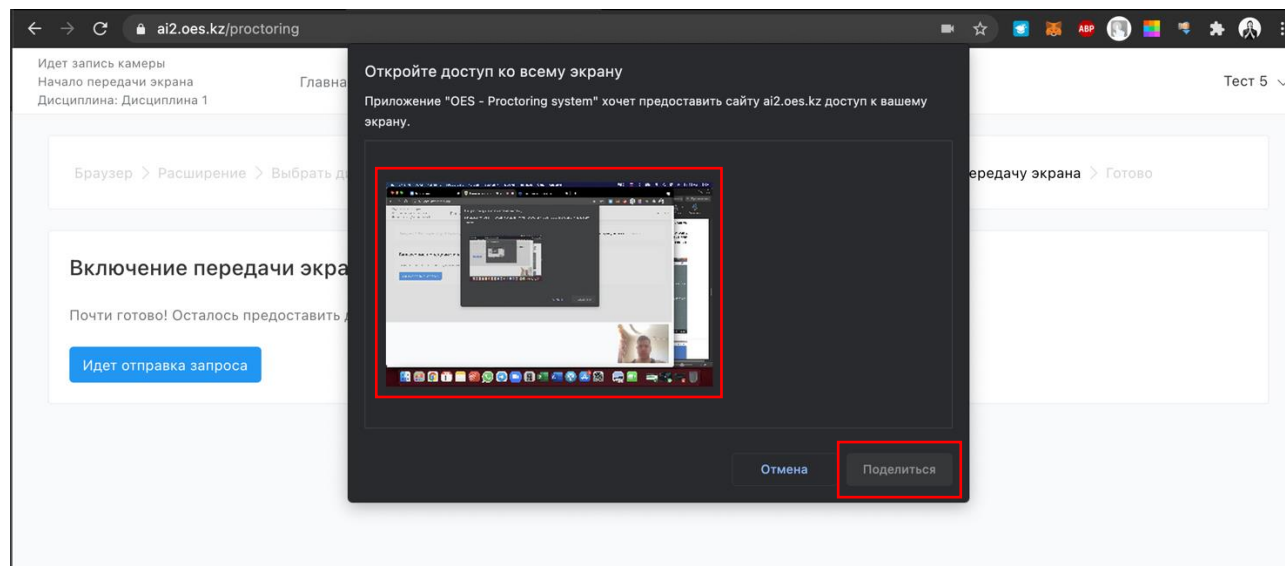 ai2.oes.kz/proctoring
ABP
Идет запись камеры
Начало передачи экрана
Дисциплина: Дисциплина 1
Главна
Тест 5
Браузер > Расширение > Выбрать ди
ередачу экрана > Готово
Включение передачи экра
Почти готово! Осталось предоставить д
Идет отправка запроса
Откройте доступ ко всему экрану
Приложение "OES - Proctoring system" хочет предоставить сайту ai2.oes.kz доступ к вашему
экрану.
Отмена
Поделиться